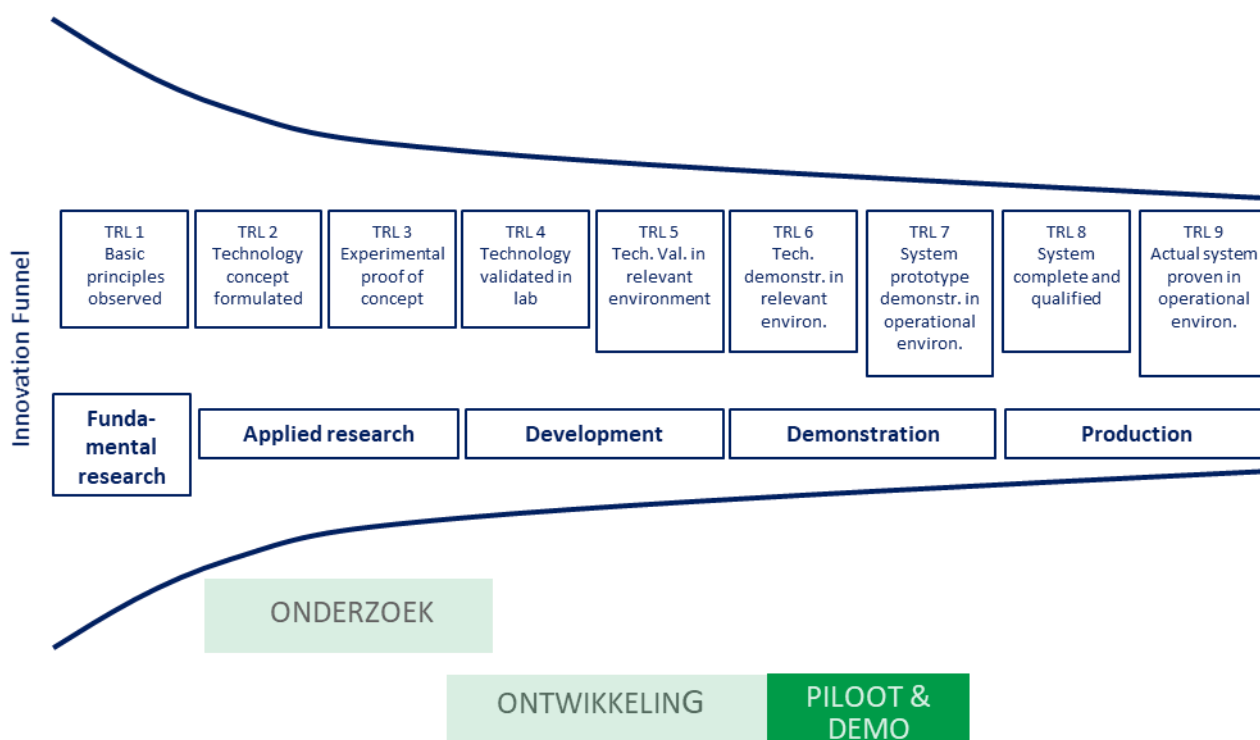 Innovation Funnel
TRL 1
Basic
principles
observed
TRL 2
Technology
concept
formulated
TRL 3
Experimental
proof of
concept
TRL 4
Technology
validated in
lab
TRL 5
Tech. Val. in
relevant
environment
TRL 6
Tech.
demonstr. in
relevant
environ.
TRL 7
System
prototype
demonstr. in
operational
environ.
TRL 8
System
complete and
qualified
TRL 9
Actual system
proven in
operational
environ.
Funda-
mental
research
Applied research
Development
Demonstration
Production
ONDERZOEK
ONTWIKKELING
PILOOT &
DEMO